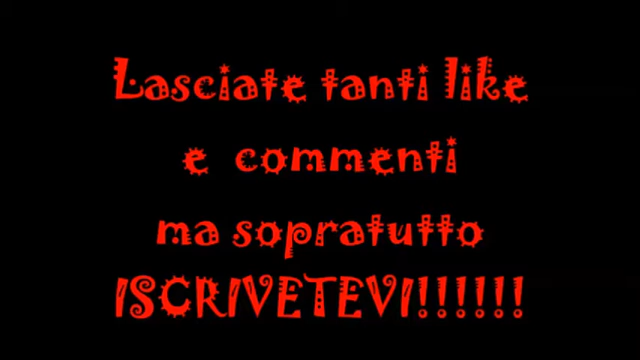 Lasciate tanti like
e commenti
ma sopratutto
ISCRIVETEVI!!!!!!